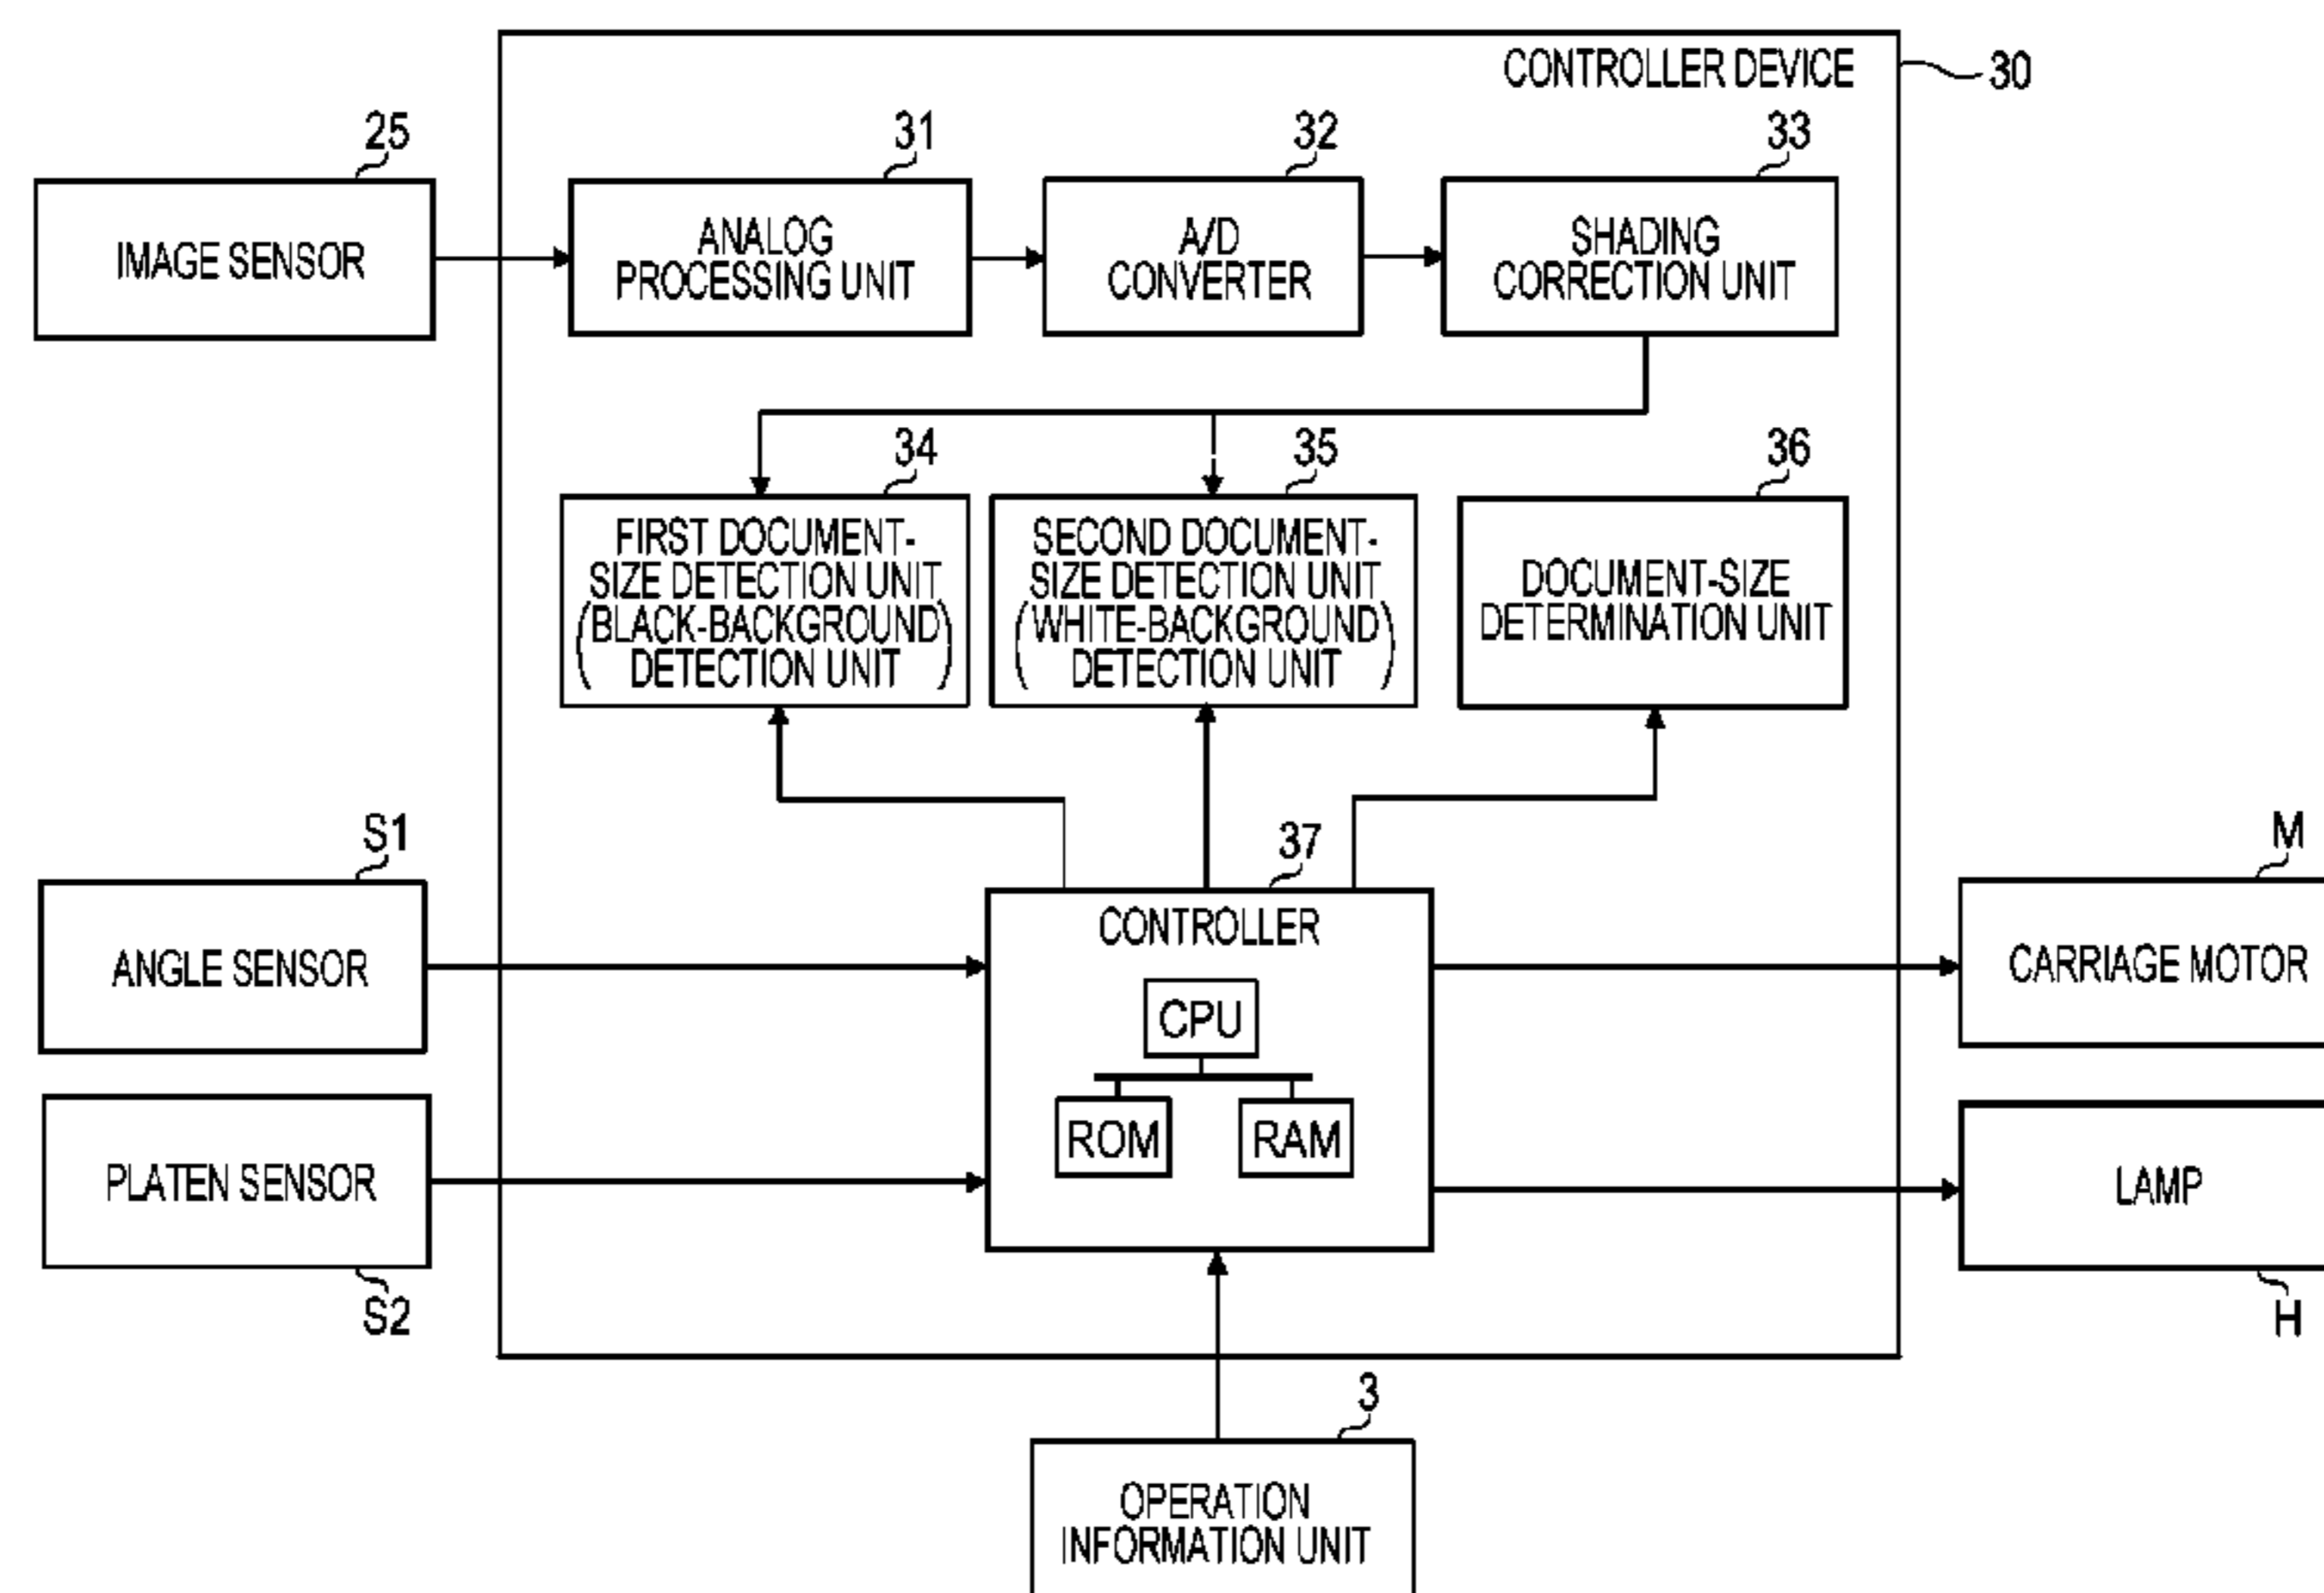 CONTROLLER DEVICE
30
25
31
32
33
IMAGE SENSOR
ANALOG
PROCESSING UNIT
A/D
CONVERTER
SHADING
CORRECTION UNIT
34
35
36
FIRST DOCUMENT-
SIZE DETECTION UNIT
(BLACK-BACKGROUND
DETECTION UNIT)
SECOND DOCUMENT-
SIZE DETECTION UNIT
(WHITE-BACKGROUND
DETECTION UNIT)
DOCUMENT-SIZE
DETERMINATION UNIT
S1
37
M
ANGLE SENSOR
CONTROLLER
CPU
ROM
RAM
CARRIAGE MOTOR
PLATEN SENSOR
LAMP
S2
H
3
OPERATION
INFORMATION UNIT